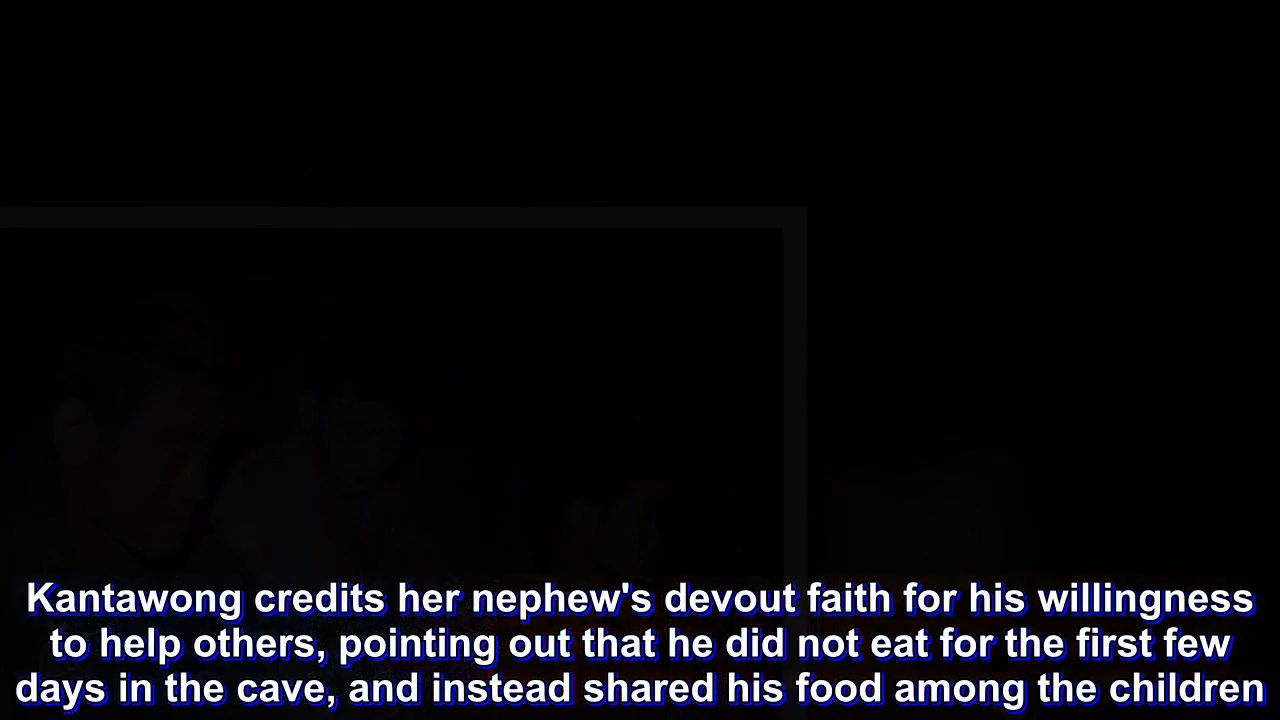 Kantawong credits her nephew's devout faith for his willingness
to help others, pointing out that he did not eat for the first few
days in the cave, and instead shared his food among the children